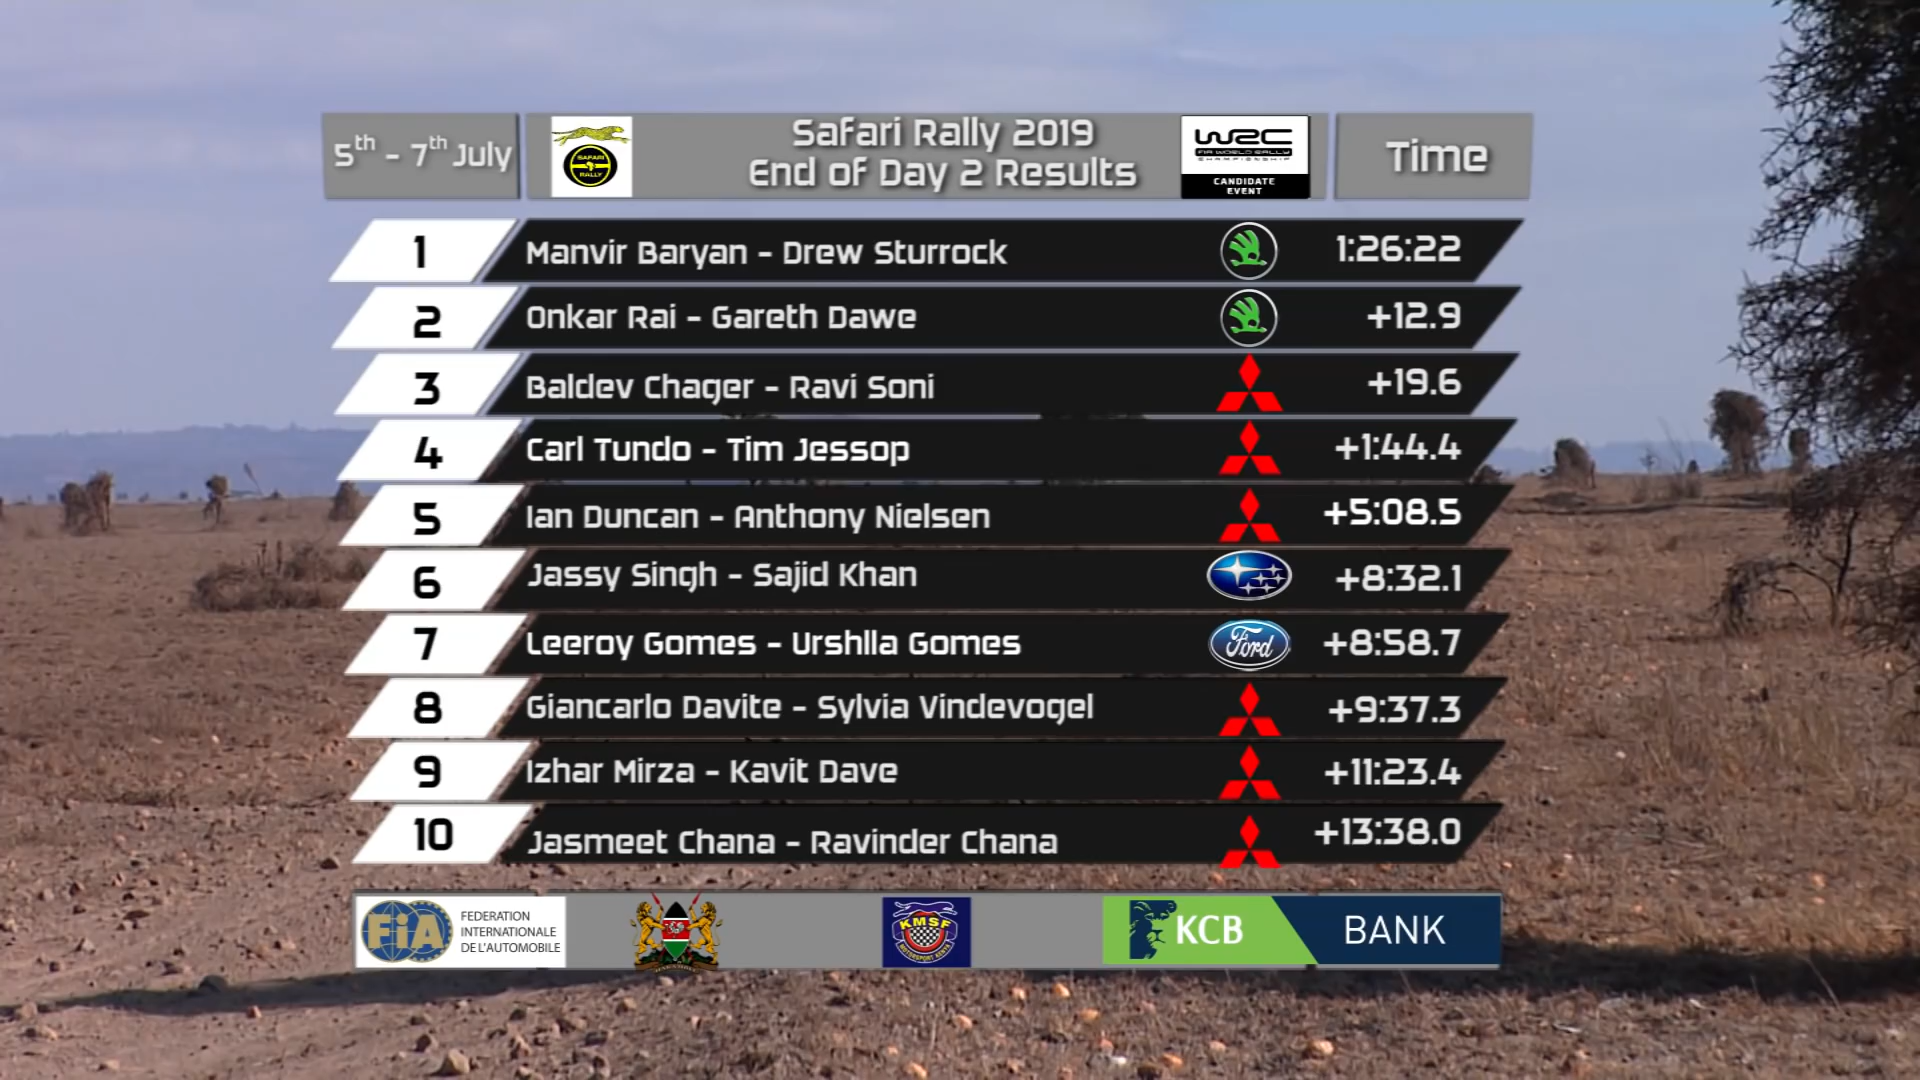 5th - 7th July
SAFARI
RALLY
Safari Rally 2019
End of Day 2 Results
WRC
FIA WORLD RALLY
CHAMPIONSHIP
CANDIDATE
EVENT
Time
1 Manvir Baryan - Drew Sturrock 1:26:22
2 Onkar Rai - Gareth Dawe +12.9
3 Baldev Chager - Ravi Soni +19.6
4 Carl Tundo - Tim Jessop +1:44.4
5 Ian Duncan - Anthony Nielsen +5:08.5
6 Jassy Singh - Sajid Khan +8:32.1
7 Leeroy Gomes - Urshlla Gomes Ford +8:58.7
8 Giancarlo Davite - Sylvia Vindevogel +9:37.3
9 Izhar Mirza - Kavit Dave +11:23.4
10 Jasmeet Chana - Ravinder Chana +13:38.0
FiA
FEDERATION
INTERNATIONALE
DE L'AUTOMOBILE
KMSF
MOTORSPORT KENYA
KCB BANK